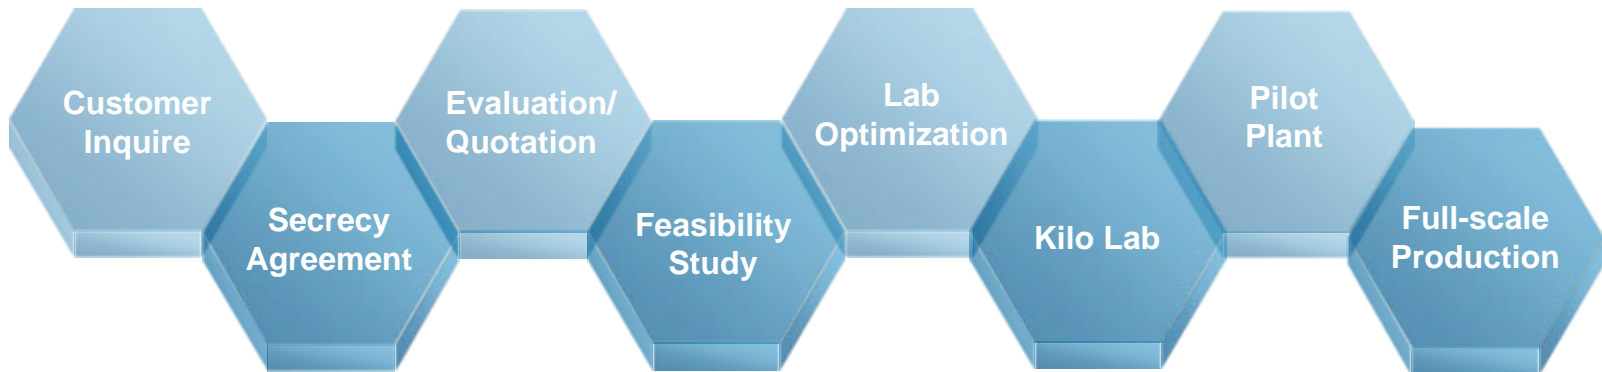 Customer
Inquire
Secrecy
Agreement
Evaluation/
Quotation
Feasibility
Study
Lab
Optimization
Kilo Lab
Pilot
Plant
Full-scale
Production